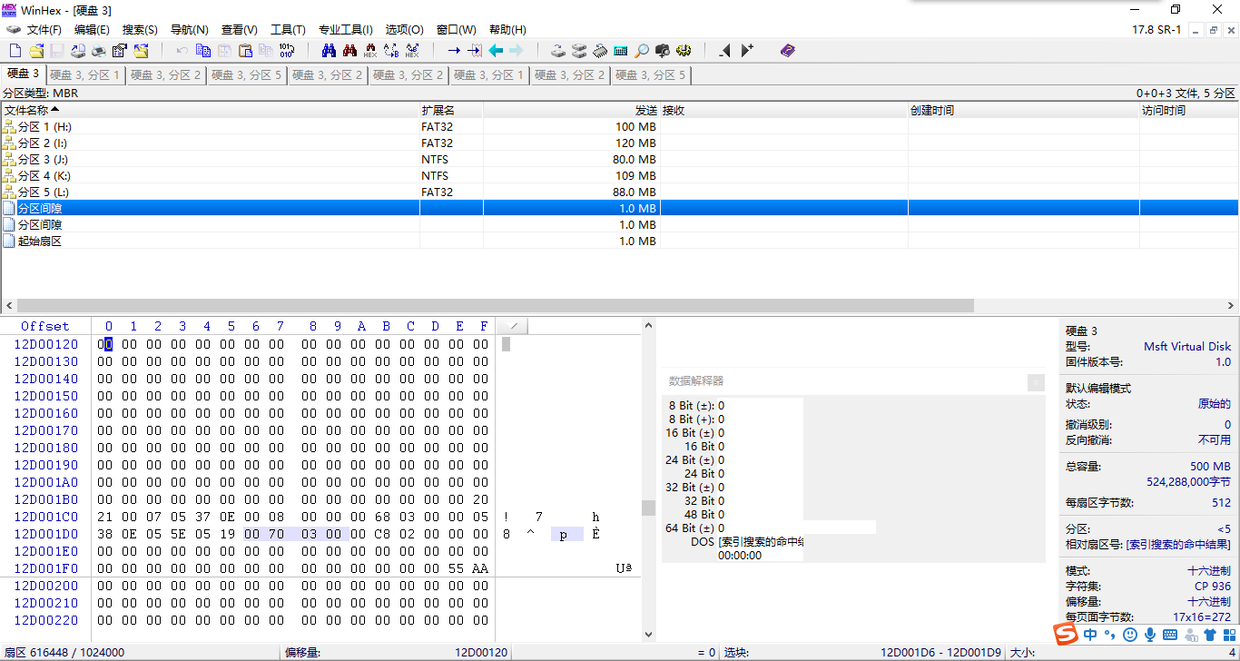 WinHex - [硬盘 3]
文件(F) 编辑(E) 搜索(S) 导航(N) 查看(V) 工具(T) 专业工具(I) 选项(O) 窗口(W) 帮助(H) 17.8 SR-1
硬盘 3 硬盘 3, 分区 1 硬盘 3, 分区 2 硬盘 3, 分区 5 硬盘 3, 分区 2 硬盘 3, 分区 2 硬盘 3, 分区 1 硬盘 3, 分区 2 硬盘 3, 分区 5
分区类型: MBR 0+0+3 文件, 5 分区
文件名称 扩展名 发送 接收 创建时间 访问时间
分区 1 (H:) FAT32 100 MB
分区 2 (I:) FAT32 120 MB
分区 3 (J:) NTFS 80.0 MB
分区 4 (K:) NTFS 109 MB
分区 5 (L:) FAT32 88.0 MB
分区间隙 1.0 MB
分区间隙 1.0 MB
起始扇区 1.0 MB
Offset 0 1 2 3 4 5 6 7 8 9 A B C D E F
12D00120 00 00 00 00 00 00 00 00 00 00 00 00 00 00 00 00
12D00130 00 00 00 00 00 00 00 00 00 00 00 00 00 00 00 00
12D00140 00 00 00 00 00 00 00 00 00 00 00 00 00 00 00 00
12D00150 00 00 00 00 00 00 00 00 00 00 00 00 00 00 00 00
12D00160 00 00 00 00 00 00 00 00 00 00 00 00 00 00 00 00
12D00170 00 00 00 00 00 00 00 00 00 00 00 00 00 00 00 00
12D00180 00 00 00 00 00 00 00 00 00 00 00 00 00 00 00 00
12D00190 00 00 00 00 00 00 00 00 00 00 00 00 00 00 00 00
12D001A0 00 00 00 00 00 00 00 00 00 00 00 00 00 00 00 00
12D001B0 00 00 00 00 00 00 00 00 00 00 00 00 00 00 00 20
12D001C0 21 00 07 05 37 0E 00 08 00 00 00 68 03 00 00 05 ! 7 h
12D001D0 38 0E 05 5E 05 19 00 70 03 00 00 C8 02 00 00 00 8 ^ p È
12D001E0 00 00 00 00 00 00 00 00 00 00 00 00 00 00 00 00
12D001F0 00 00 00 00 00 00 00 00 00 00 00 00 00 00 55 AA Uª
12D00200 00 00 00 00 00 00 00 00 00 00 00 00 00 00 00 00
12D00210 00 00 00 00 00 00 00 00 00 00 00 00 00 00 00 00
12D00220 00 00 00 00 00 00 00 00 00 00 00 00 00 00 00 00
数据解释器
8 Bit (±): 0
8 Bit (+): 0
16 Bit (±) 0
16 Bit 0
24 Bit (±) 0
24 Bit 0
32 Bit (±) 0
32 Bit 0
48 Bit 0
64 Bit (±) 0
DOS [索引搜索的命中结
00:00:00
硬盘 3
型号: Msft Virtual Disk
固件版本号: 1.0
默认编辑模式
状态: 原始的
撤消级别: 0
反向撤消: 不可用
总容量: 500 MB
524,288,000字节
每扇区字节数: 512
分区: <5
相对扇区号: [索引搜索的命中结果]
模式: 十六进制
字符集: CP 936
偏移量: 十六进制
每页面字节数: 17x16=272
中
扇区 616448 / 1024000 偏移量: 12D00120 = 0 选块: 12D001D6 - 12D001D9 大小: 4